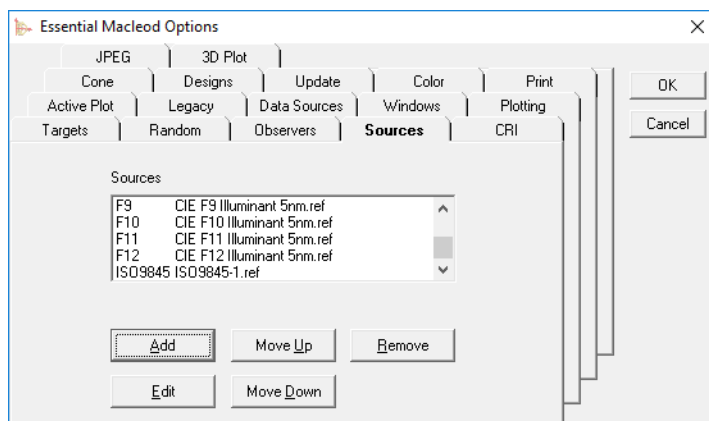 Essential Macleod Options
JPEG 3D Plot
Cone Designs Update Color Print
OK
Active Plot Legacy Data Sources Windows Plotting
Cancel
Targets Random Observers Sources CRI
Sources
F9 CIE F9 Illuminant 5nm.ref
F10 CIE F10 Illuminant 5nm.ref
F11 CIE F11 Illuminant 5nm.ref
F12 CIE F12 Illuminant 5nm.ref
ISO9845 ISO9845-1.ref
Add Move Up Remove
Edit Move Down